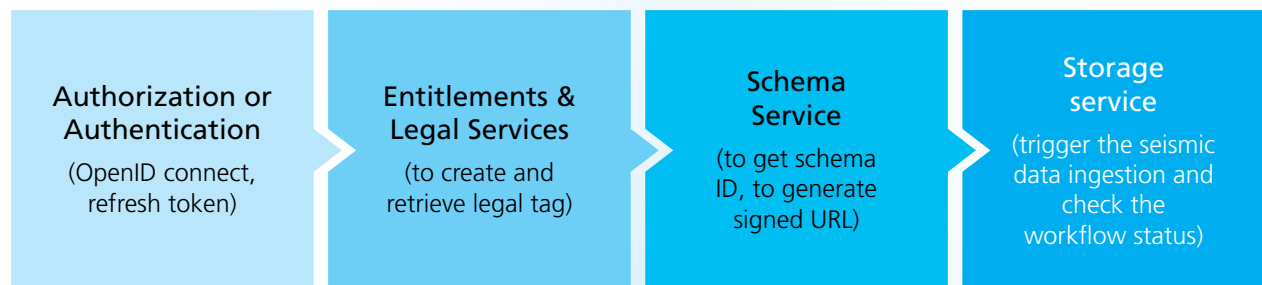 Authorization or
Authentication
(OpenID connect,
refresh token)
Entitlements &
Legal Services
(to create and
retrieve legal tag)
Schema
Service
(to get schema
ID, to generate
signed URL)
Storage
service
(trigger the seismic
data ingestion and
check the
workflow status)